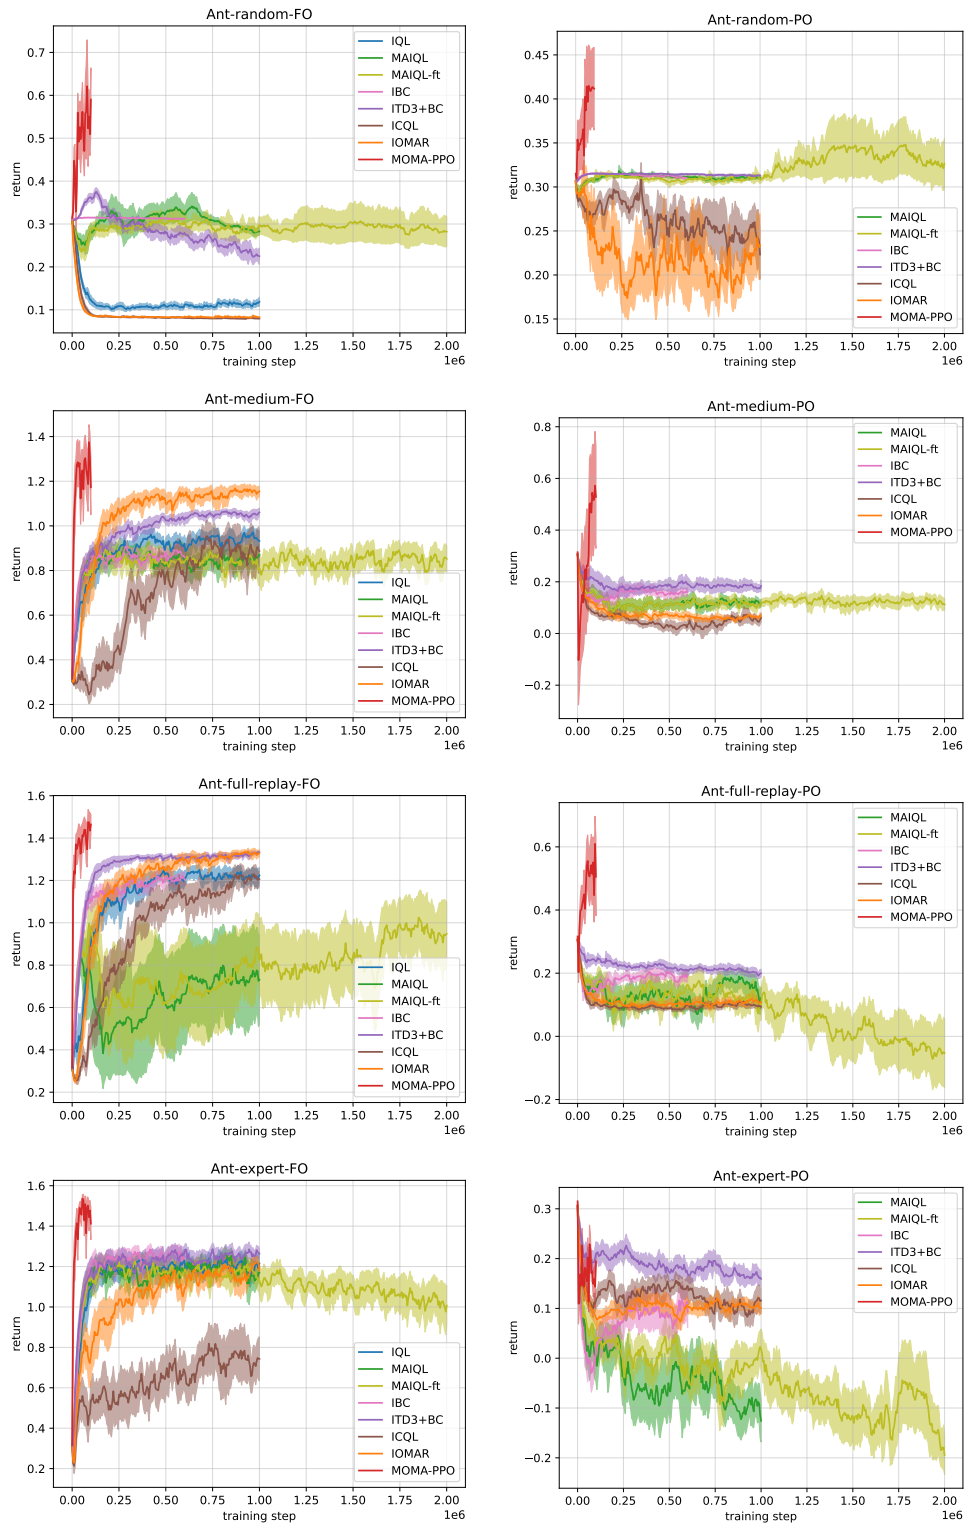 Ant-random-FO
return
0.7
0.6
0.5
0.4
0.3
0.2
0.1
IQL
MAIQL
MAIQL-ft
IBC
ITD3+BC
ICQL
IOMAR
MOMA-PPO
0.00 0.25 0.50 0.75 1.00 1.25 1.50 1.75 2.00
training step
1e6
Ant-random-PO
return
0.45
0.40
0.35
0.30
0.25
0.20
0.15
MAIQL
MAIQL-ft
IBC
ITD3+BC
ICQL
IOMAR
MOMA-PPO
0.00 0.25 0.50 0.75 1.00 1.25 1.50 1.75 2.00
training step
1e6
Ant-medium-FO
return
1.4
1.2
1.0
0.8
0.6
0.4
0.2
IQL
MAIQL
MAIQL-ft
IBC
ITD3+BC
ICQL
IOMAR
MOMA-PPO
0.00 0.25 0.50 0.75 1.00 1.25 1.50 1.75 2.00
training step
1e6
Ant-medium-PO
return
0.8
0.6
0.4
0.2
0.0
−0.2
MAIQL
MAIQL-ft
IBC
ITD3+BC
ICQL
IOMAR
MOMA-PPO
0.00 0.25 0.50 0.75 1.00 1.25 1.50 1.75 2.00
training step
1e6
Ant-full-replay-FO
return
1.6
1.4
1.2
1.0
0.8
0.6
0.4
0.2
IQL
MAIQL
MAIQL-ft
IBC
ITD3+BC
ICQL
IOMAR
MOMA-PPO
0.00 0.25 0.50 0.75 1.00 1.25 1.50 1.75 2.00
training step
1e6
Ant-full-replay-PO
return
0.6
0.4
0.2
0.0
−0.2
MAIQL
MAIQL-ft
IBC
ITD3+BC
ICQL
IOMAR
MOMA-PPO
0.00 0.25 0.50 0.75 1.00 1.25 1.50 1.75 2.00
training step
1e6
Ant-expert-FO
return
1.6
1.4
1.2
1.0
0.8
0.6
0.4
0.2
IQL
MAIQL
MAIQL-ft
IBC
ITD3+BC
ICQL
IOMAR
MOMA-PPO
0.00 0.25 0.50 0.75 1.00 1.25 1.50 1.75 2.00
training step
1e6
Ant-expert-PO
return
0.3
0.2
0.1
0.0
−0.1
−0.2
MAIQL
MAIQL-ft
IBC
ITD3+BC
ICQL
IOMAR
MOMA-PPO
0.00 0.25 0.50 0.75 1.00 1.25 1.50 1.75 2.00
training step
1e6